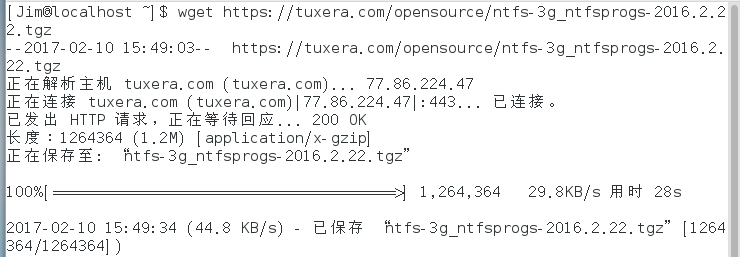 [Jim@localhost ]$ wget https://tuxera.com/opensource/ntfs-3g_ntfsprogs-2016.2.2
2.tgz
--2017-02-10 15:49:03--  https://tuxera.com/opensource/ntfs-3g_ntfsprogs-2016.2.
22.tgz
正在解析主机 tuxera.com (tuxera.com)... 77.86.224.47
正在连接 tuxera.com (tuxera.com)|77.86.224.47|:443... 已连接。
已发出 HTTP 请求，正在等待回应... 200 OK
长度：1264364 (1.2M) [application/x-gzip]
正在保存至: “ntfs-3g_ntfsprogs-2016.2.22.tgz”
100%[======================================>] 1,264,364   29.8KB/s 用时 28s
2017-02-10 15:49:34 (44.8 KB/s) - 已保存 “ntfs-3g_ntfsprogs-2016.2.22.tgz” [1264
364/1264364])